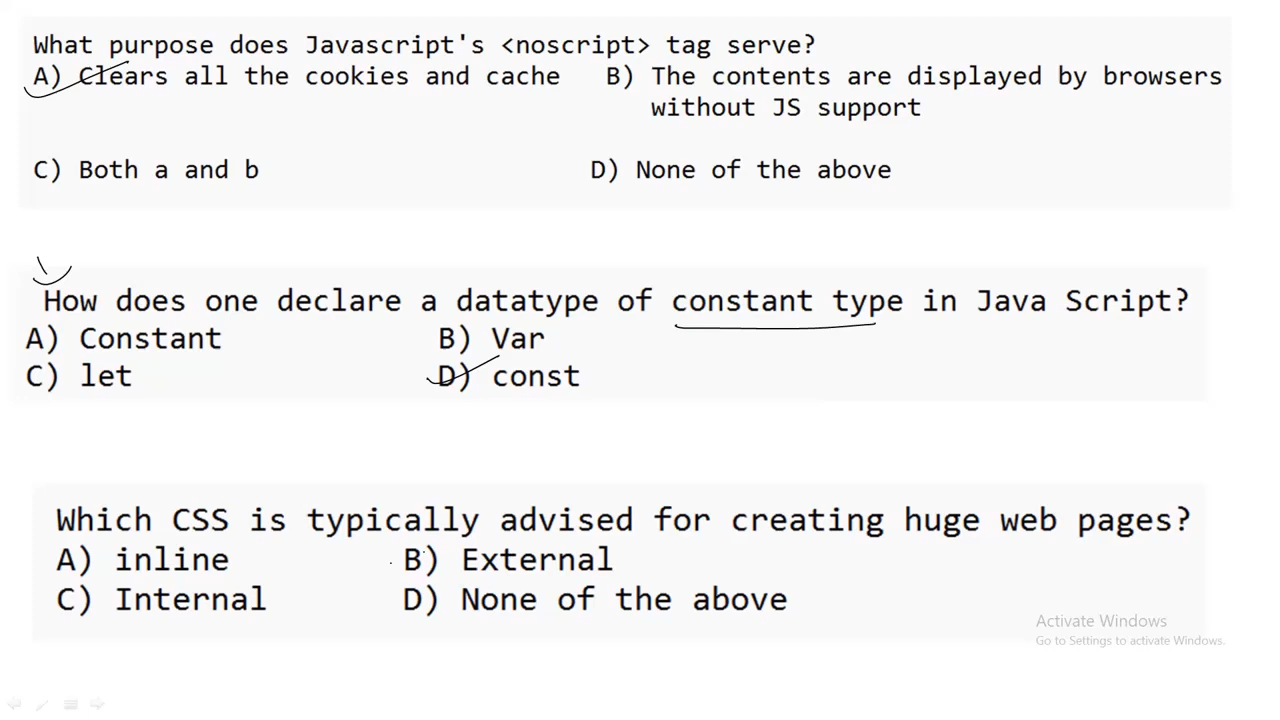 What purpose does Javascript's <noscript> tag serve?
A) Clears all the cookies and cache B) The contents are displayed by browsers
without JS support
C) Both a and b D) None of the above
How does one declare a datatype of constant type in Java Script?
A) Constant B) Var
C) let D) const
Which CSS is typically advised for creating huge web pages?
A) inline B) External
C) Internal D) None of the above
Activate Windows
Go to Settings to activate Windows.